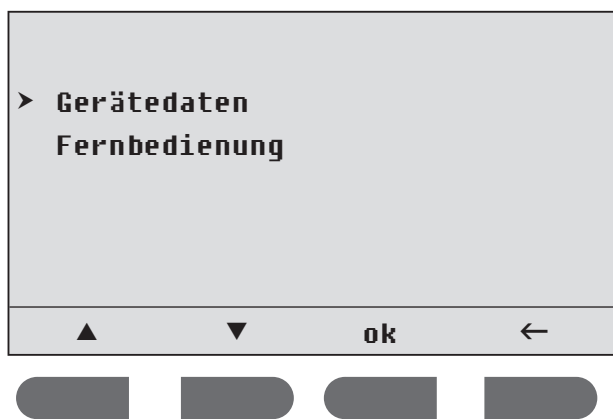 ➤ Gerätedaten
Fernbedienung
▲ ▼ ok ←